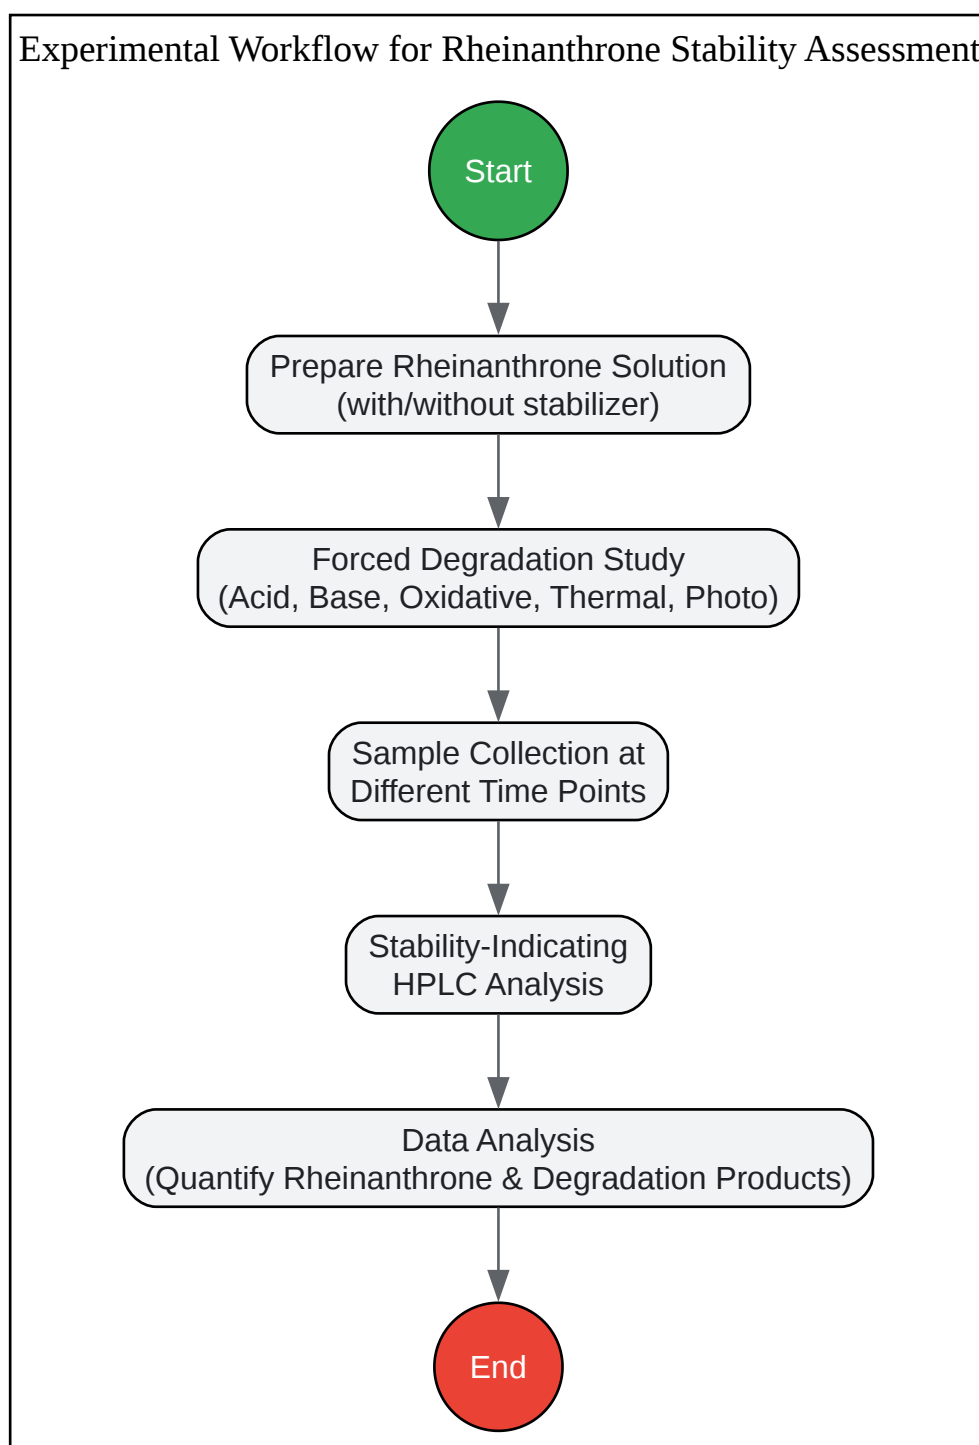 Experimental Workflow for Rheinanthrone Stability Assessment
Start
Prepare Rheinanthrone Solution
(with/without stabilizer)
Forced Degradation Study
(Acid, Base, Oxidative, Thermal, Photo)
Sample Collection at
Different Time Points
Stability-Indicating
HPLC Analysis
Data Analysis
(Quantify Rheinanthrone & Degradation Products)
End